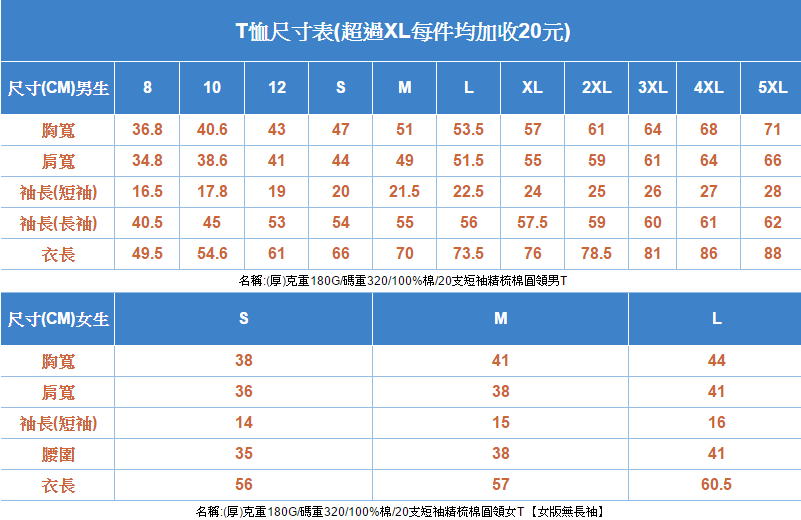 T恤尺寸表(超過XL每件均加收20元)
尺寸(CM)男生 8 10 12 S M L XL 2XL 3XL 4XL 5XL
胸寬 36.8 40.6 43 47 51 53.5 57 61 64 68 71
肩寬 34.8 38.6 41 44 49 51.5 55 59 61 64 66
袖長(短袖) 16.5 17.8 19 20 21.5 22.5 24 25 26 27 28
袖長(長袖) 40.5 45 53 54 55 56 57.5 59 60 61 62
衣長 49.5 54.6 61 66 70 73.5 76 78.5 81 86 88
名稱:(厚)克重180G/碼重320/100%棉/20支短袖精梳棉圓領男T
尺寸(CM)女生 S M L
胸寬 38 41 44
肩寬 36 38 41
袖長(短袖) 14 15 16
腰圍 35 38 41
衣長 56 57 60.5
名稱:(厚)克重180G/碼重320/100%棉/20支短袖精梳棉圓領女T【女版無長袖】